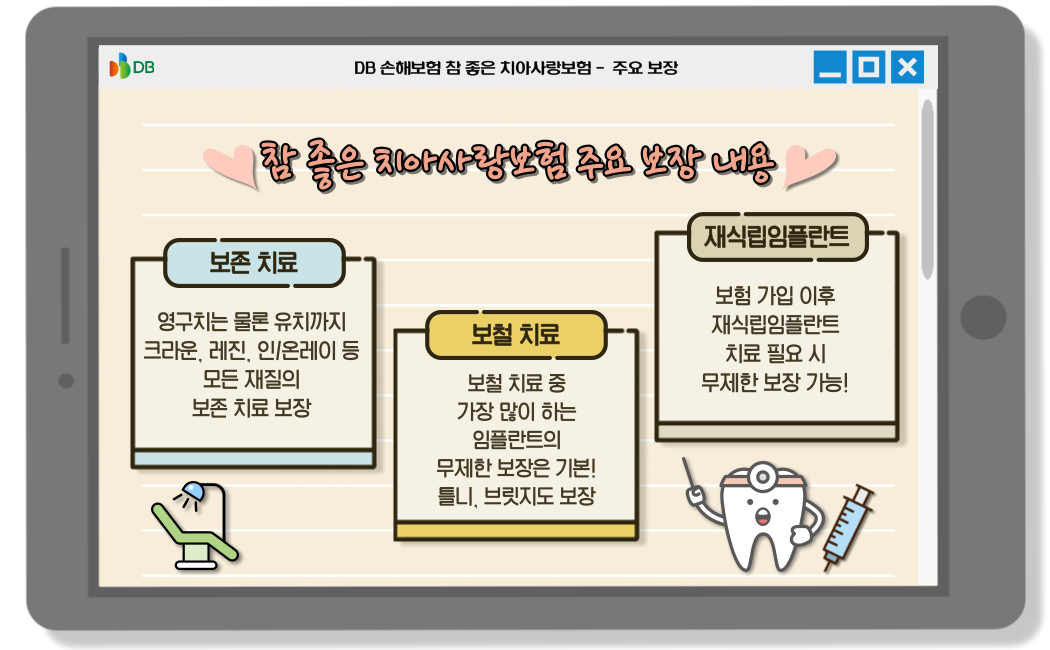 DB
DB 손해보험 참 좋은 치아사랑보험 - 주요 보장
참 좋은 치아사랑보험 주요 보장 내용
보존 치료
영구치는 물론 유치까지
크라운, 레진, 인/온레이 등
모든 재질의
보존 치료 보장
보철 치료
보철 치료 중
가장 많이 하는
임플란트의
무제한 보장은 기본!
틀니, 브릿지도 보장
재식립임플란트
보험 가입 이후
재식립임플란트
치료 필요 시
무제한 보장 가능!